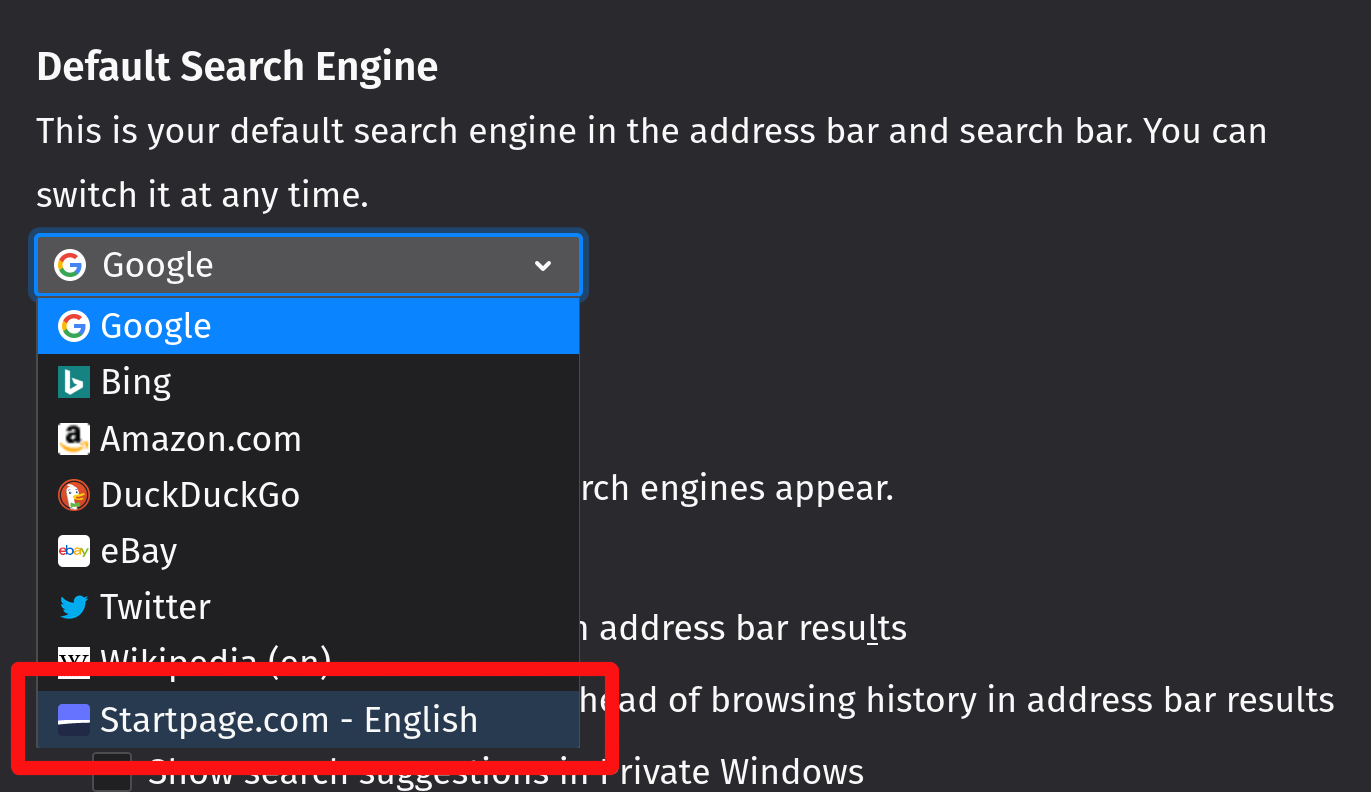 Default Search Engine
This is your default search engine in the address bar and search bar. You can
switch it at any time.
Google
Google
Bing
Amazon.com
DuckDuckGo
rch engines appear.
ebay eBay
Twitter
address bar results
Wikipedia (en)
head of browsing history in address bar results
Startpage.com - English
Show search suggestions in Private Windows